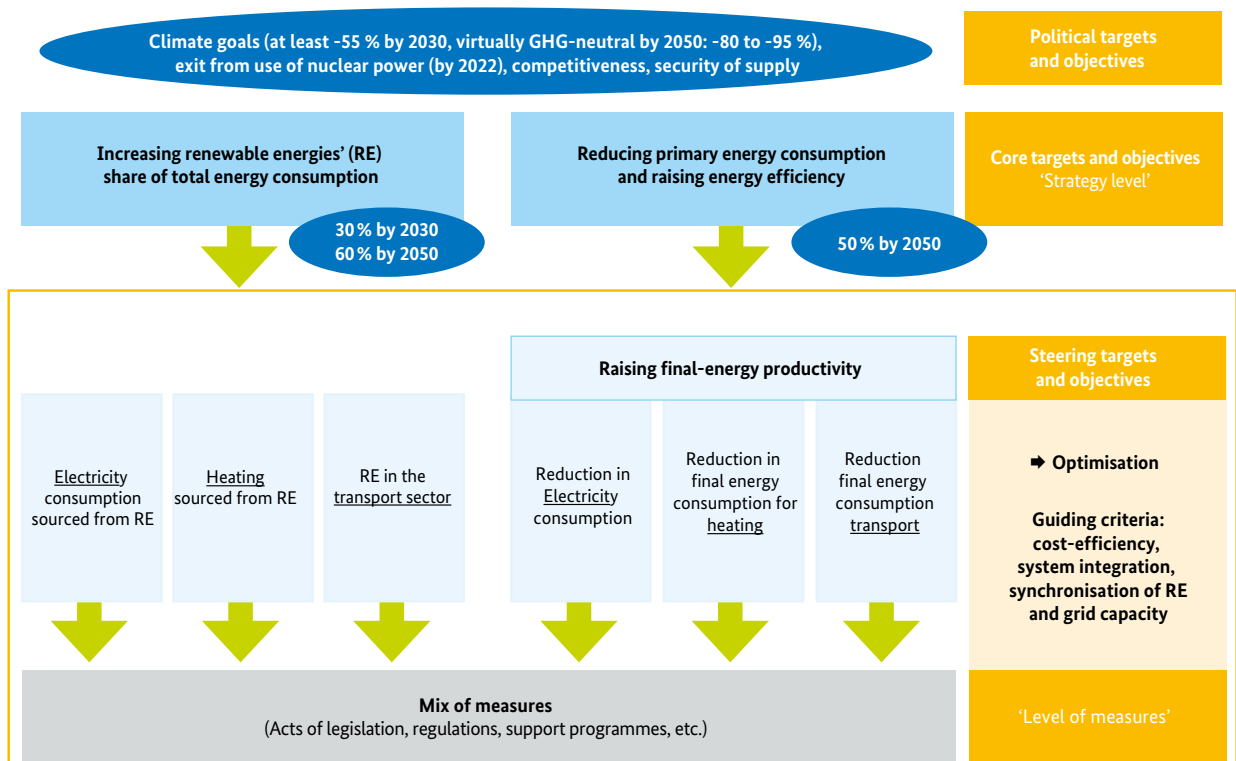 Climate goals (at least -55 % by 2030, virtually GHG-neutral by 2050: -80 to -95 %),
exit from use of nuclear power (by 2022), competitiveness, security of supply
Political targets
and objectives
Increasing renewable energies’ (RE)
share of total energy consumption
Reducing primary energy consumption
and raising energy efficiency
Core targets and objectives
‘Strategy level’
30 % by 2030
60 % by 2050
50 % by 2050
Raising final-energy productivity
Steering targets
and objectives
Electricity
consumption
sourced from RE
Heating
sourced from RE
RE in the
transport sector
Reduction in
Electricity
consumption
Reduction in
final energy
consumption for
heating
Reduction
final energy
consumption
transport
➡ Optimisation
Guiding criteria:
cost-efficiency,
system integration,
synchronisation of RE
and grid capacity
Mix of measures
(Acts of legislation, regulations, support programmes, etc.)
‘Level of measures’